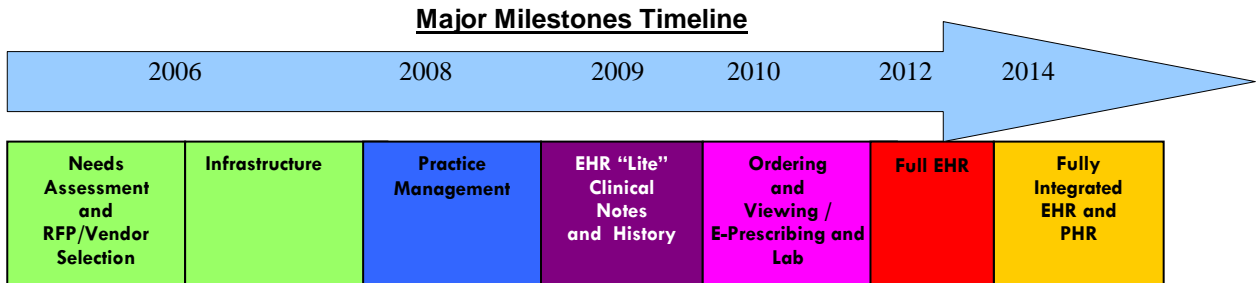 Major Milestones Timeline
2006 2008 2009 2010 2012 2014
Needs
Assessment
and
RFP/Vendor
Selection
Infrastructure
Practice
Management
EHR “Lite”
Clinical
Notes
and History
Ordering
and
Viewing /
E-Prescribing and
Lab
Full EHR
Fully
Integrated
EHR and
PHR